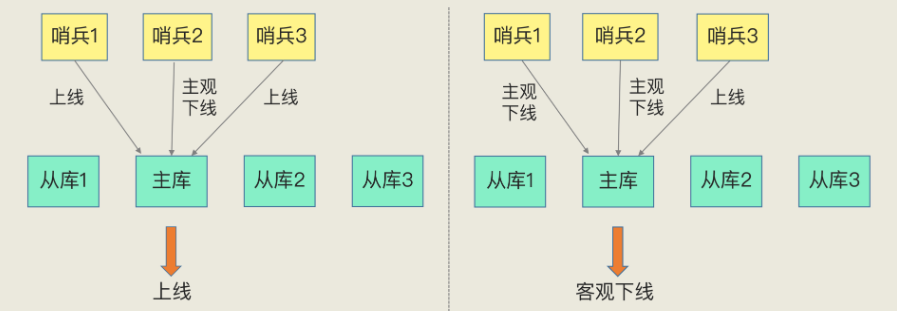 哨兵1
哨兵2
哨兵3
上线
主观
下线
上线
从库1
主库
从库2
从库3
上线
哨兵1
哨兵2
哨兵3
主观
下线
主观
下线
上线
从库1
主库
从库2
从库3
客观下线